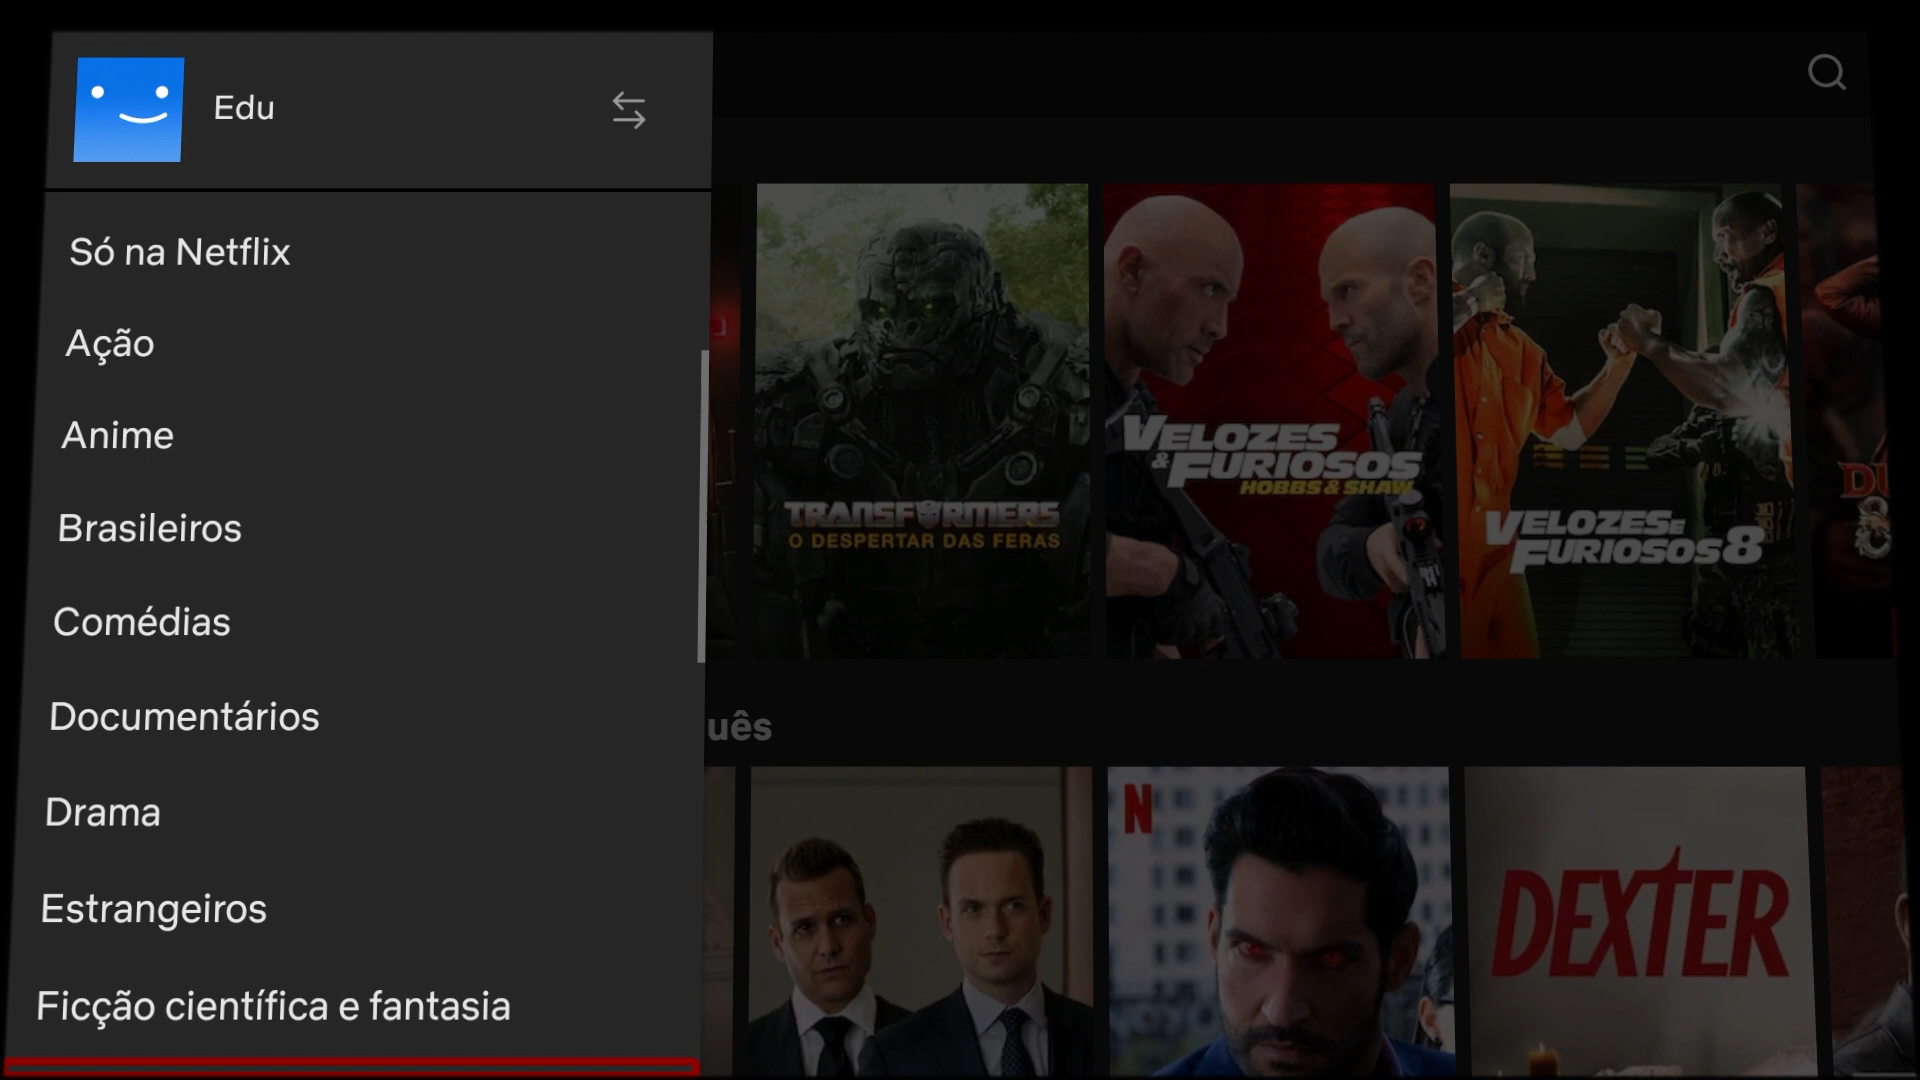 Edu
Só na Netflix
Ação
Anime
Brasileiros
Comédias
Documentários
Drama
Estrangeiros
Ficção científica e fantasia
TRANSFORMERS
O DESPERTAR DAS FERAS
VELOZES
& FURIOSOS
HOBBS & SHAW
VELOZES E
FURIOSOS 8
uês
N
DEXTER